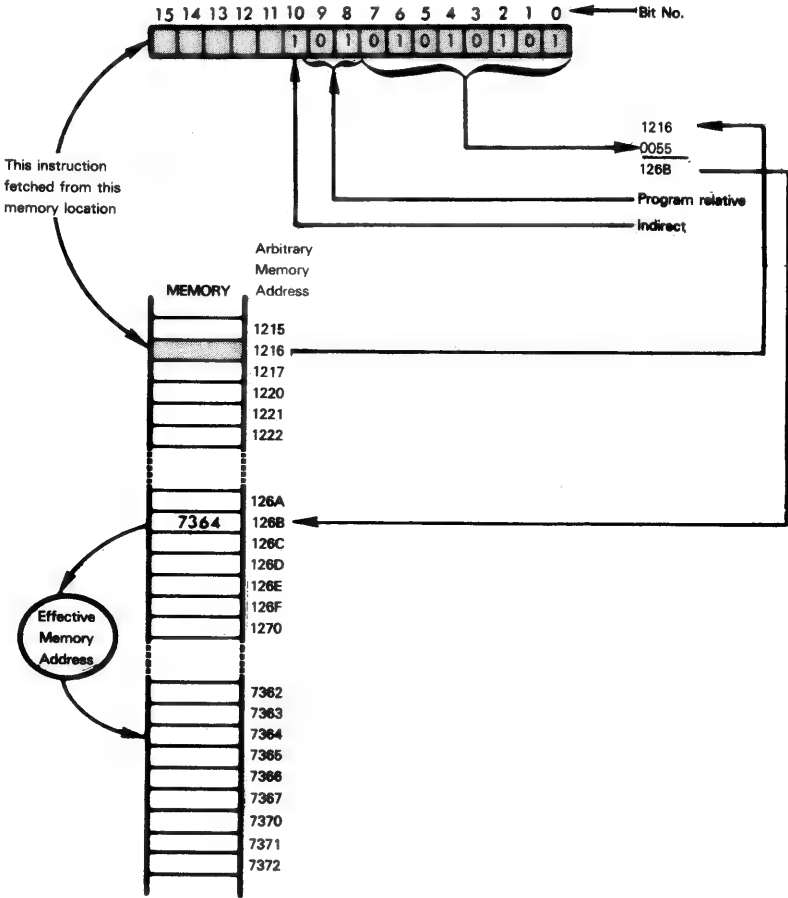 15 14 13 12 11 10 9 8 7 6 5 4 3 2 1 0 Bit No.
1 0 1 0 1 0 1 0 1 0 1
1216
0055
126B
Program relative
Indirect
This instruction
fetched from this
memory location
Arbitrary
Memory
Address
MEMORY
1215
1216
1217
1220
1221
1222
126A
7364 126B
126C
126D
126E
126F
1270
Effective
Memory
Address
7362
7363
7364
7365
7366
7367
7370
7371
7372